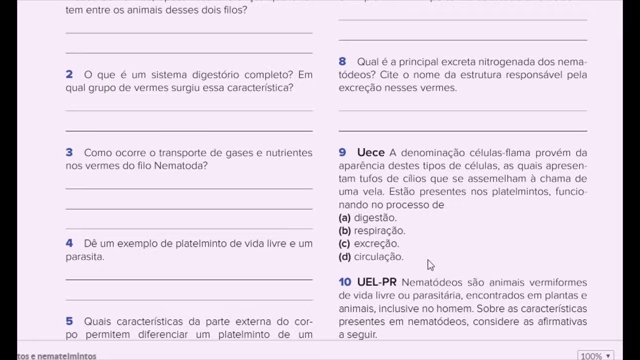 tem entre os animais desses dois filos?
2 O que é um sistema digestório completo? Em
qual grupo de vermes surgiu essa característica?
3 Como ocorre o transporte de gases e nutrientes
nos vermes do filo Nematoda?
4 Dê um exemplo de platelminto de vida livre e um
parasita.
5 Quais características da parte externa do cor-
po permitem diferenciar um platelminto de um
8 Qual é a principal excreta nitrogenada dos nema-
tódeos? Cite o nome da estrutura responsável pela
excreção nesses vermes.
9 Uece A denominação células-flama provém da
aparência destes tipos de células, as quais apresen-
tam tufos de cílios que se assemelham à chama de
uma vela. Estão presentes nos platelmintos, funcio-
nando no processo de
(a) digestão.
(b) respiração.
(c) excreção.
(d) circulação.
10 UEL-PR Nematódeos são animais vermiformes
de vida livre ou parasitária, encontrados em plantas e
animais, inclusive no homem. Sobre as características
presentes em nematódeos, considere as afirmativas
a seguir.
tos e nematelmintos
100%